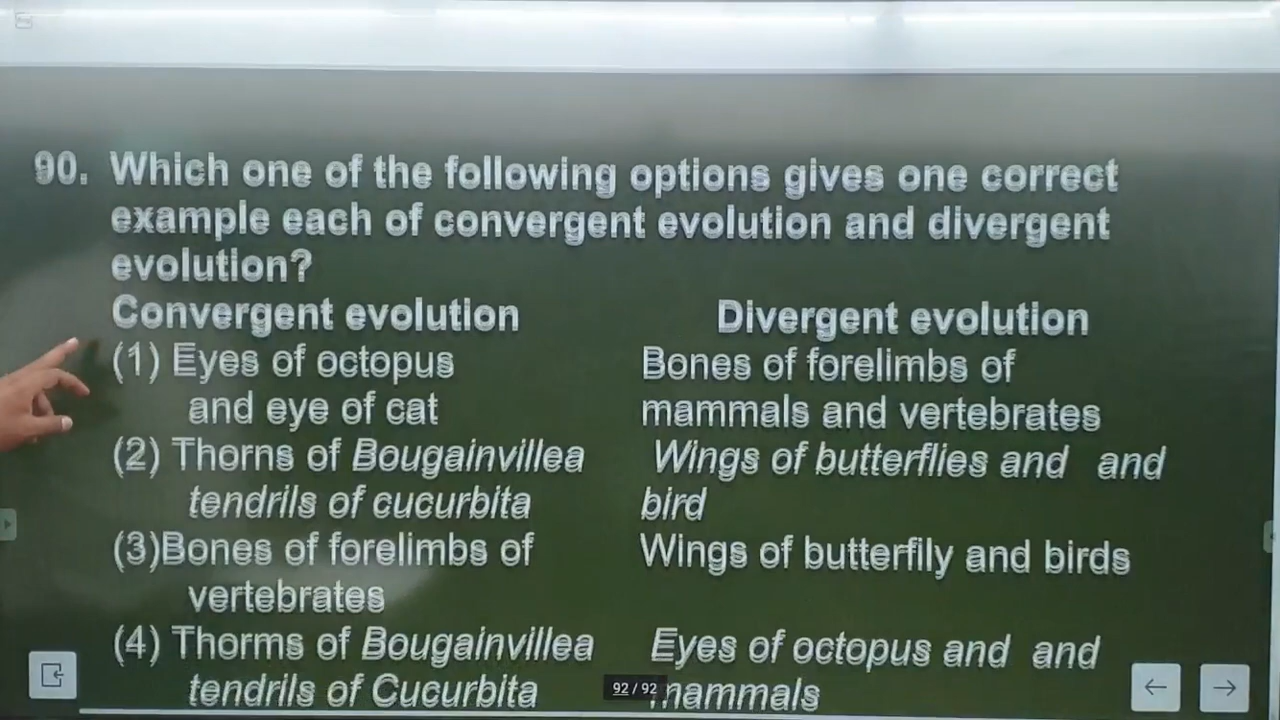 90. Which one of the following options gives one correct
example each of convergent evolution and divergent
evolution?
Convergent evolution Divergent evolution
(1) Eyes of octopus Bones of forelimbs of
and eye of cat mammals and vertebrates
(2) Thorns of Bougainvillea Wings of butterflies and and
tendrils of cucurbita bird
(3)Bones of forelimbs of Wings of butterfily and birds
vertebrates
(4) Thorms of Bougainvillea Eyes of octopus and and
tendrils of Cucurbita mammals
92 / 92